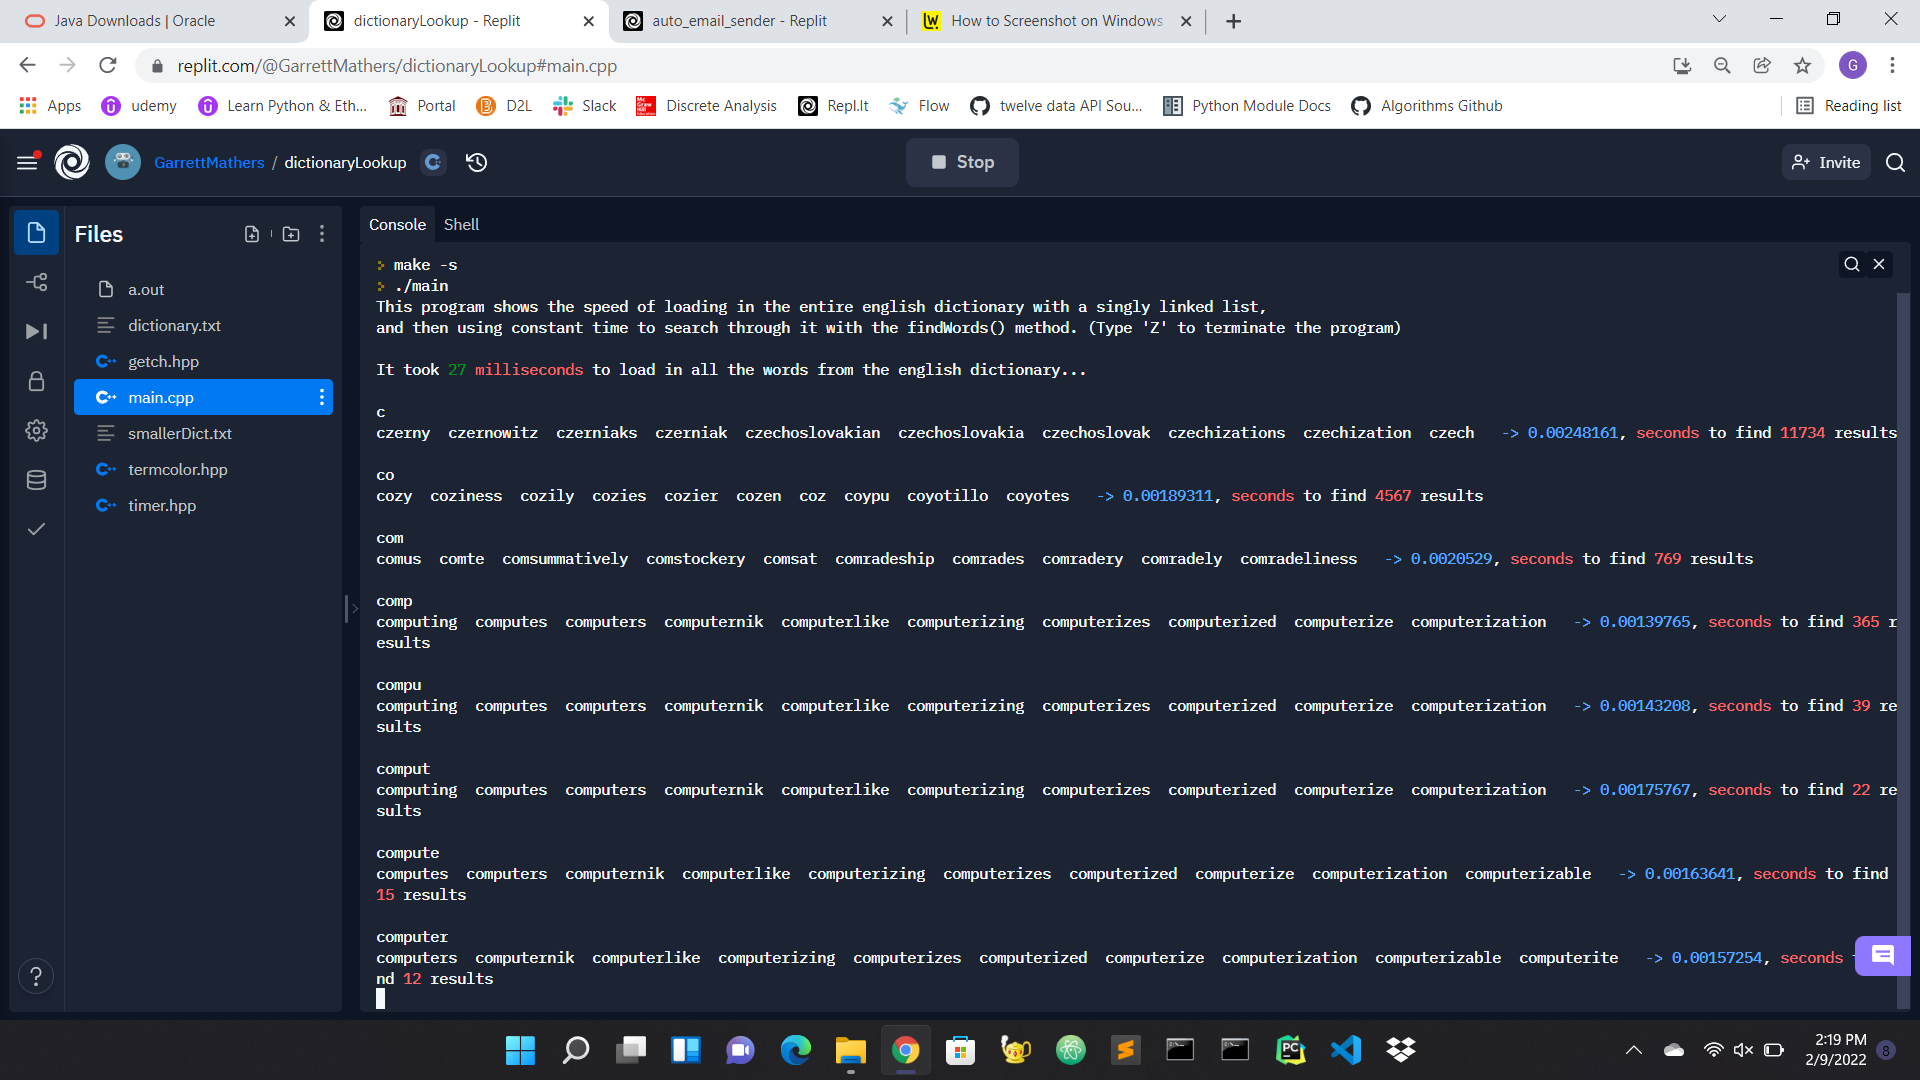 Java Downloads | Oracle
dictionaryLookup - Replit
auto_email_sender - Replit
How to Screenshot on Windows
replit.com/@GarrettMathers/dictionaryLookup#main.cpp
G
Apps
udemy
Learn Python & Eth...
Portal
D2L
Slack
Discrete Analysis
Repl.It
Flow
twelve data API Sou...
Python Module Docs
Algorithms Github
Reading list
GarrettMathers / dictionaryLookup
Stop
Invite
Files
a.out
dictionary.txt
getch.hpp
main.cpp
smallerDict.txt
termcolor.hpp
timer.hpp
Console
Shell
> make -s
> ./main
This program shows the speed of loading in the entire english dictionary with a singly linked list,
and then using constant time to search through it with the findWords() method. (Type 'Z' to terminate the program)
It took 27 milliseconds to load in all the words from the english dictionary...
c
czerny czernowitz czerniaks czerniak czechoslovakian czechoslovakia czechoslovak czechizations czechization czech -> 0.00248161, seconds to find 11734 results
co
cozy coziness cozily cozies cozier cozen coz coypu coyotillo coyotes -> 0.00189311, seconds to find 4567 results
com
comus comte comsummatively comstockery comsat comradeship comrades comradery comradely comradeliness -> 0.0020529, seconds to find 769 results
comp
computing computes computers computernik computerlike computerizing computerizes computerized computerize computerization -> 0.00139765, seconds to find 365 r
esults
compu
computing computes computers computernik computerlike computerizing computerizes computerized computerize computerization -> 0.00143208, seconds to find 39 re
sults
comput
computing computes computers computernik computerlike computerizing computerizes computerized computerize computerization -> 0.00175767, seconds to find 22 re
sults
compute
computes computers computernik computerlike computerizing computerizes computerized computerize computerization computerizable -> 0.00163641, seconds to find
15 results
computer
computers computernik computerlike computerizing computerizes computerized computerize computerization computerizable computerite -> 0.00157254, seconds
nd 12 results
2:19 PM
2/9/2022
8